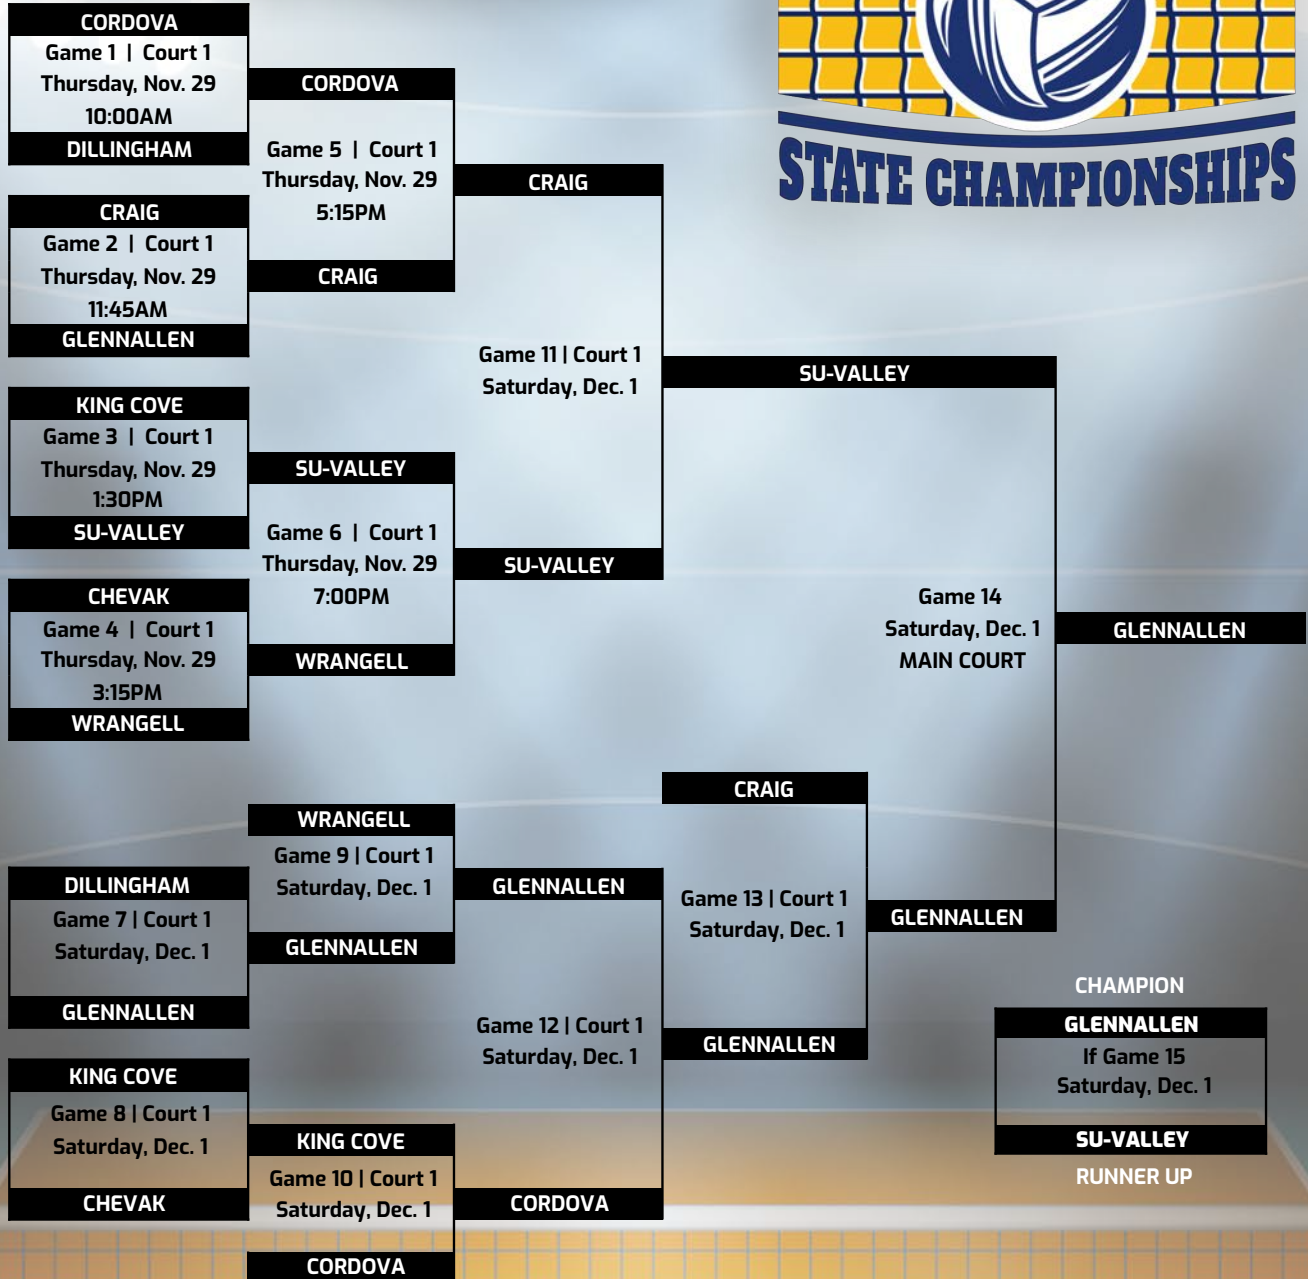 STATE CHAMPIONSHIPS
CORDOVA
Game 1 | Court 1
Thursday, Nov. 29
10:00AM
DILLINGHAM
CRAIG
Game 2 | Court 1
Thursday, Nov. 29
11:45AM
GLENNALLEN
KING COVE
Game 3 | Court 1
Thursday, Nov. 29
1:30PM
SU-VALLEY
CHEVAK
Game 4 | Court 1
Thursday, Nov. 29
3:15PM
WRANGELL
CORDOVA
Game 5 | Court 1
Thursday, Nov. 29
5:15PM
CRAIG
SU-VALLEY
Game 6 | Court 1
Thursday, Nov. 29
7:00PM
WRANGELL
CRAIG
Game 11 | Court 1
Saturday, Dec. 1
SU-VALLEY
SU-VALLEY
Game 14
Saturday, Dec. 1
MAIN COURT
GLENNALLEN
DILLINGHAM
Game 7 | Court 1
Saturday, Dec. 1
GLENNALLEN
KING COVE
Game 8 | Court 1
Saturday, Dec. 1
CHEVAK
WRANGELL
Game 9 | Court 1
Saturday, Dec. 1
GLENNALLEN
KING COVE
Game 10 | Court 1
Saturday, Dec. 1
CORDOVA
GLENNALLEN
Game 12 | Court 1
Saturday, Dec. 1
CORDOVA
CRAIG
Game 13 | Court 1
Saturday, Dec. 1
GLENNALLEN
GLENNALLEN
CHAMPION
GLENNALLEN
If Game 15
Saturday, Dec. 1
SU-VALLEY
RUNNER UP